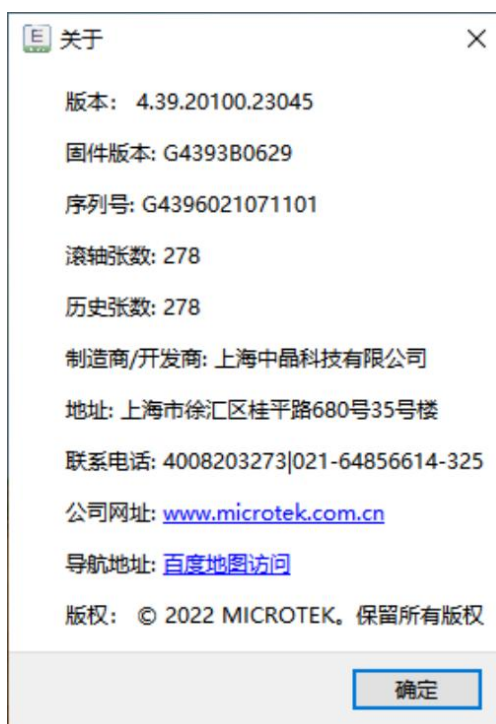 关于
版本： 4.39.20100.23045
固件版本: G4393B0629
序列号: G4396021071101
滚轴张数: 278
历史张数: 278
制造商/开发商: 上海中晶科技有限公司
地址: 上海市徐汇区桂平路680号35号楼
联系电话: 4008203273|021-64856614-325
公司网址: www.microtek.com.cn
导航地址: 百度地图访问
版权： © 2022 MICROTEK。保留所有版权
确定